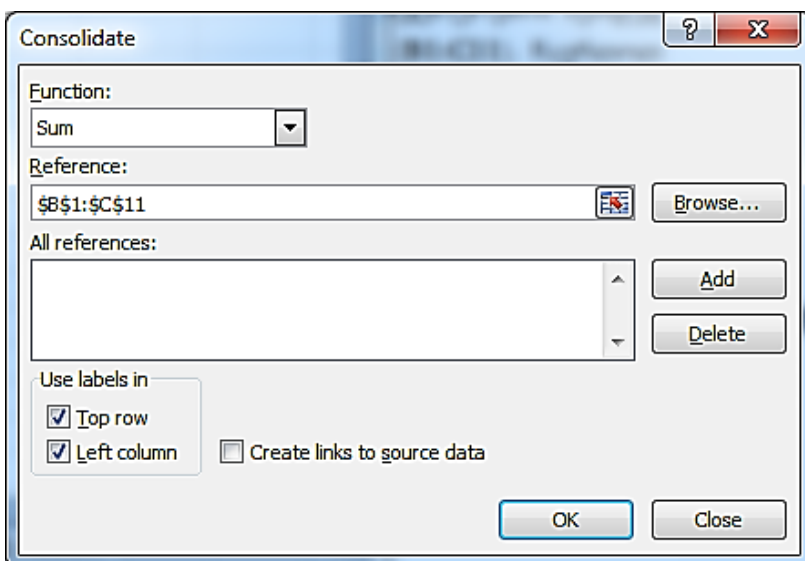 Consolidate
Function:
Sum
Reference:
$B$1:$C$11
Browse...
All references:
Add
Delete
Use labels in
Top row
Left column
Create links to source data
OK
Close